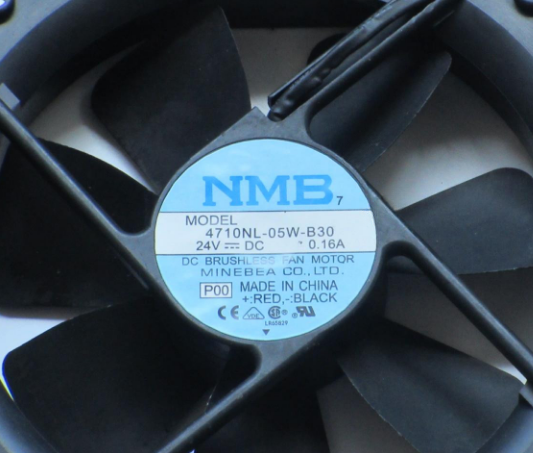 NMB 7
MODEL
4710NL-05W-B30
24V ⎓ DC 0.16A
DC BRUSHLESS FAN MOTOR
MINEBEA CO., LTD.
P00 MADE IN CHINA
+:RED,-:BLACK